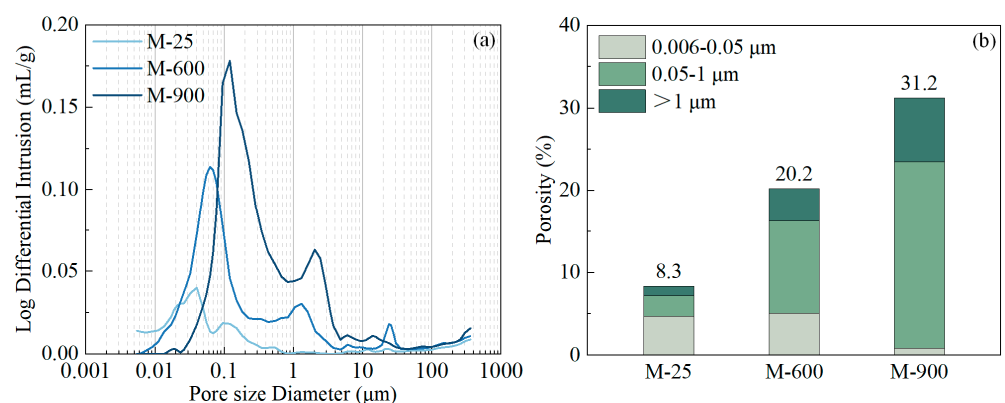 (a)
M-25
M-600
M-900
Log Differential Intrusion (mL/g)
0.20
0.15
0.10
0.05
0.00
0.001
0.01
0.1
1
10
100
1000
Pore size Diameter (μm)
(b)
0.006-0.05 μm
0.05-1 μm
>1 μm
Porosity (%)
40
30
20
10
0
8.3
20.2
31.2
M-25
M-600
M-900